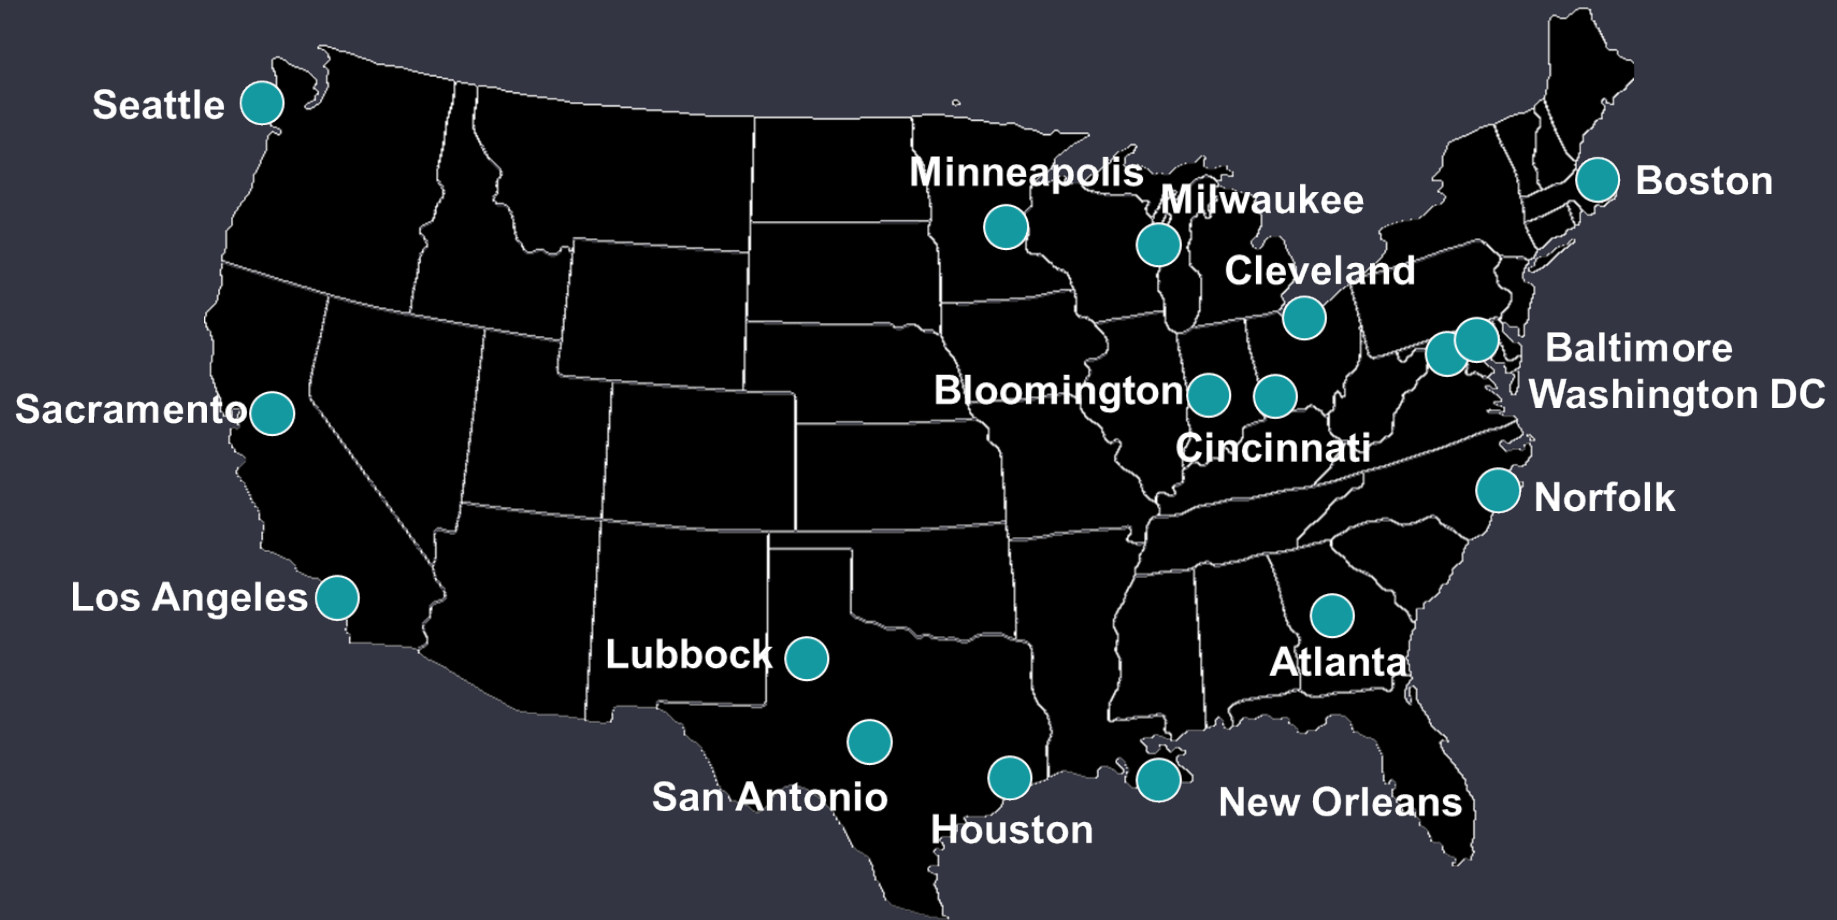 Seattle
Minneapolis
Milwaukee
Boston
Cleveland
Baltimore
Washington DC
Bloomington
Sacramento
Cincinnati
Norfolk
Los Angeles
Lubbock
Atlanta
San Antonio
New Orleans
Houston